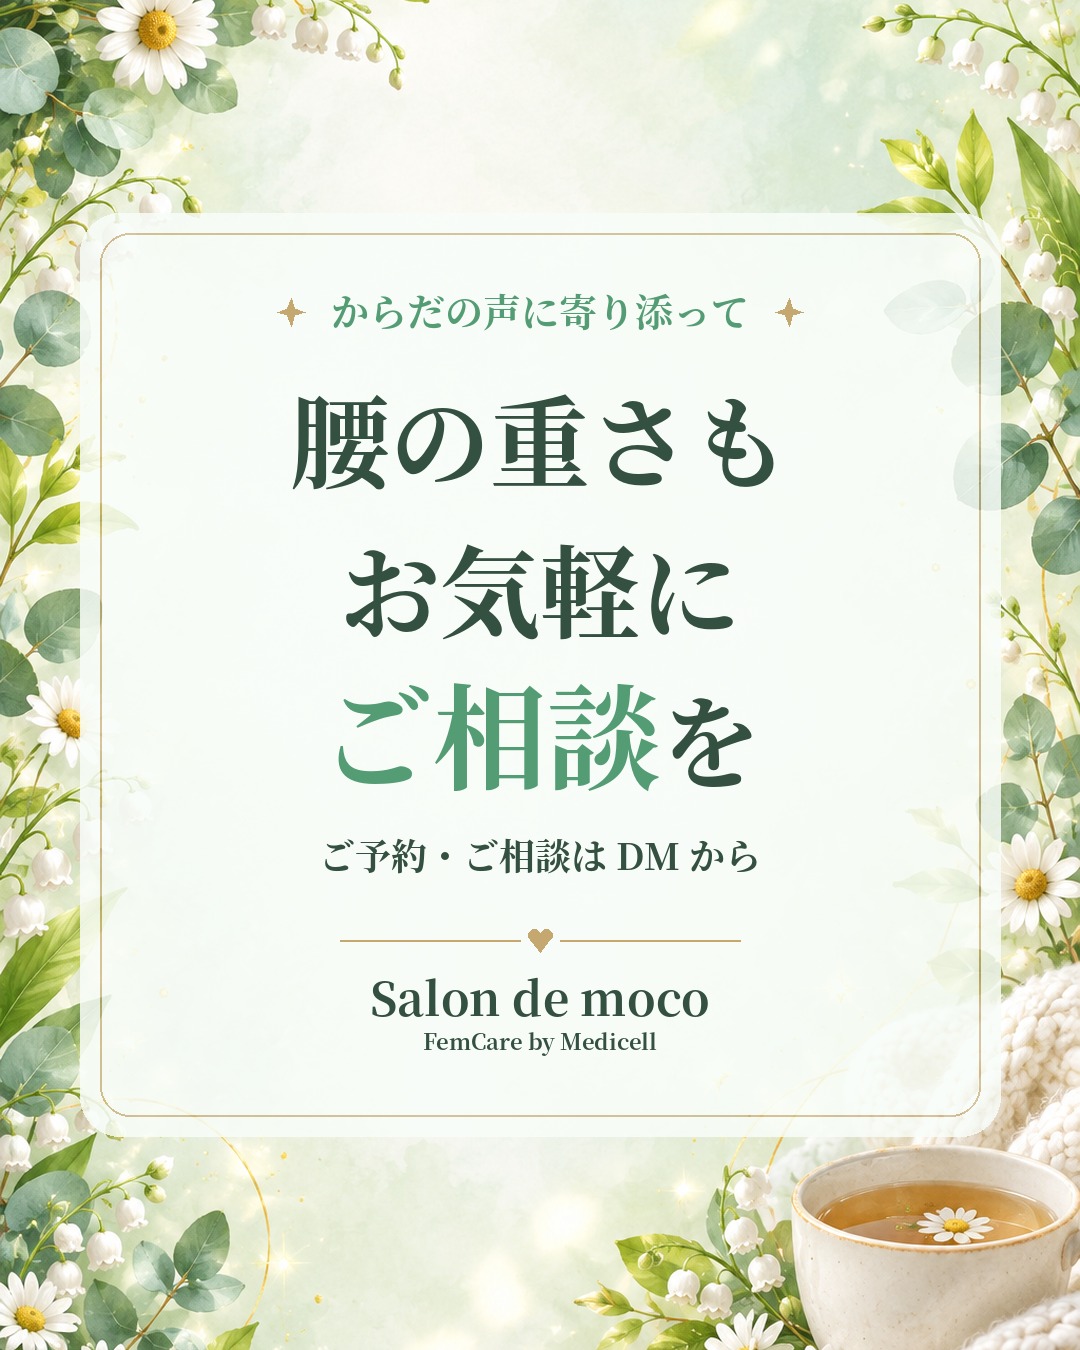 からだの声に寄り添って
腰の重さも
お気軽に
ご相談を
ご予約・ご相談は DM から
Salon de moco
FemCare by Medicell